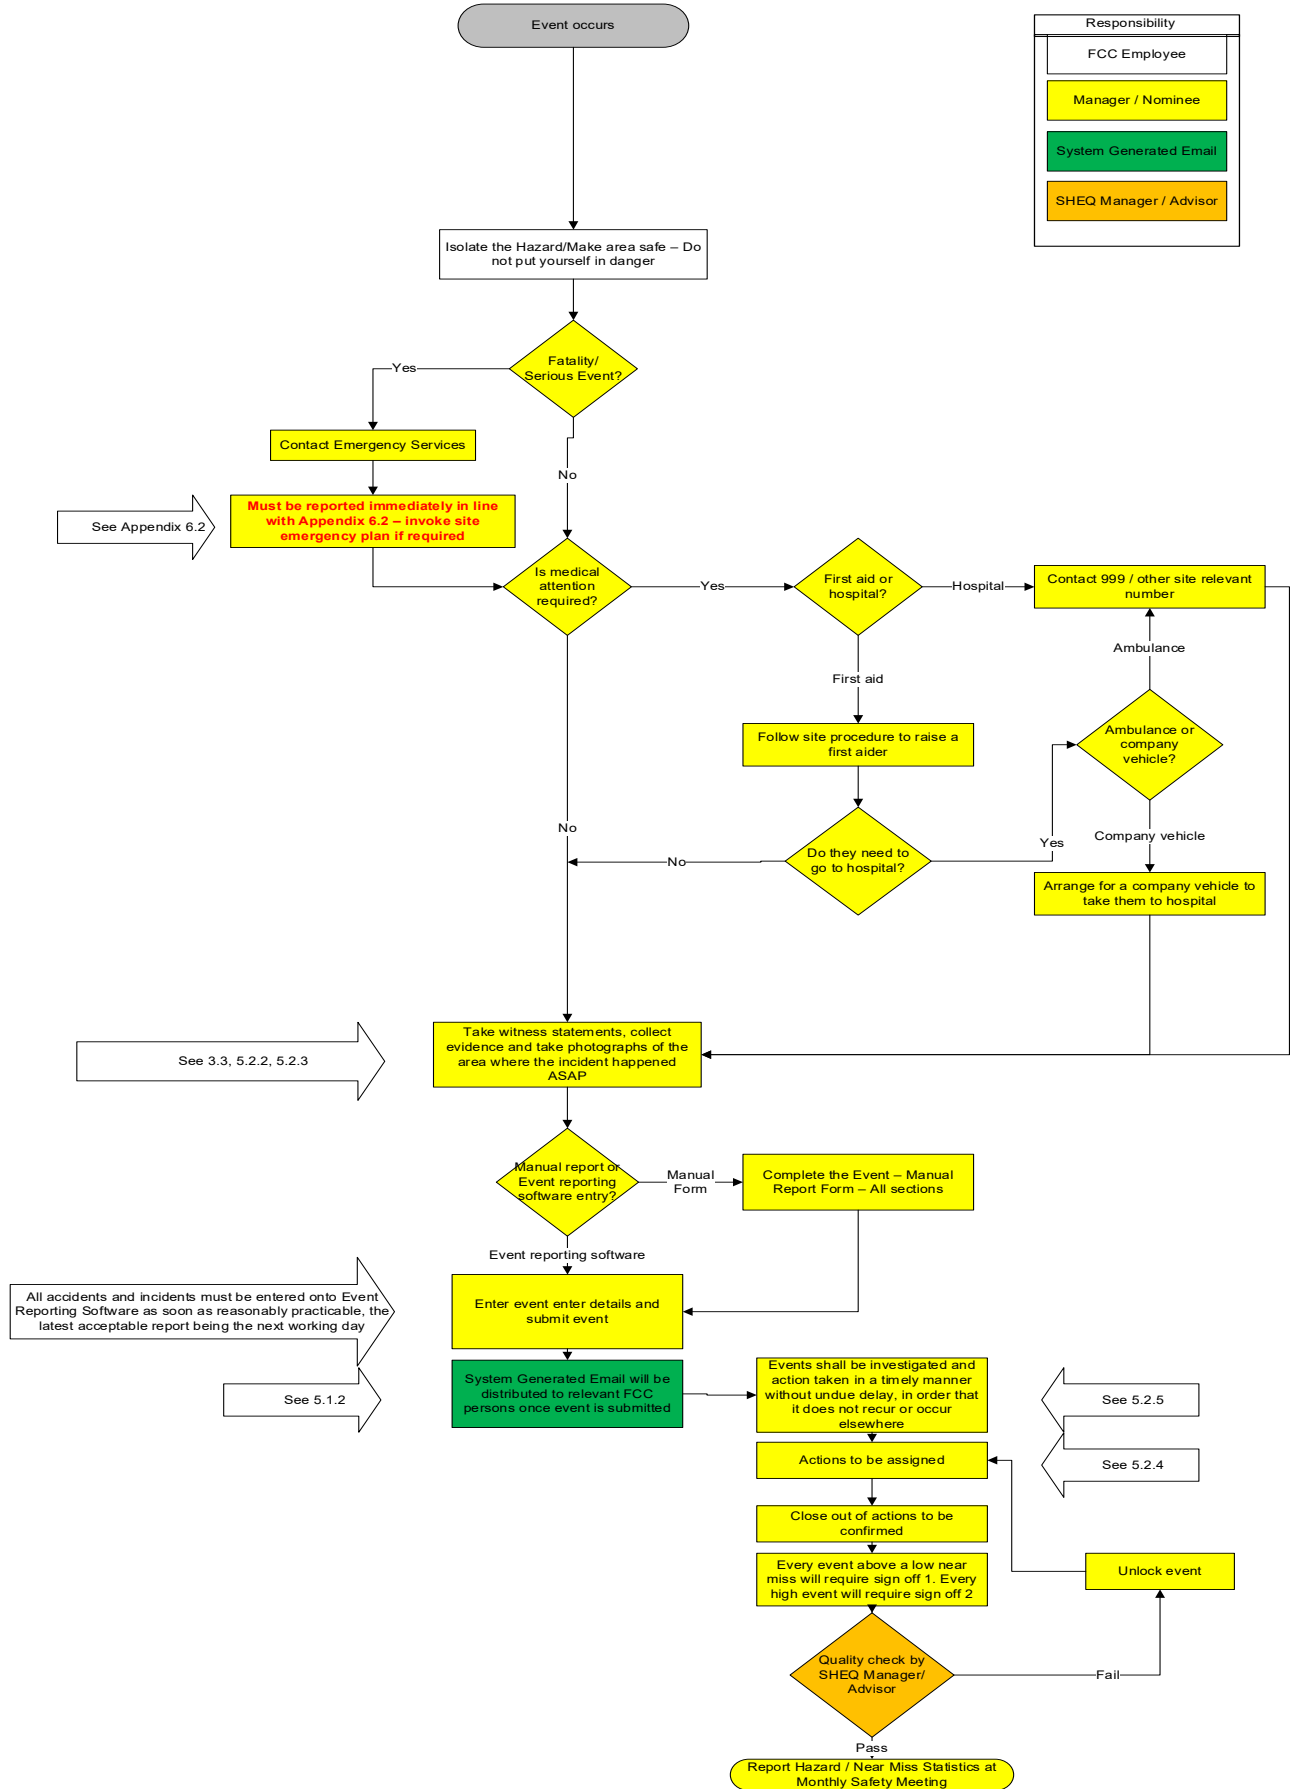 Event occurs
Responsibility
FCC Employee
Manager / Nominee
System Generated Email
SHEQ Manager / Advisor
Isolate the Hazard/Make area safe – Do
not put yourself in danger
Fatality/
Serious Event?
Yes
Contact Emergency Services
No
Must be reported immediately in line
with Appendix 6.2 – invoke site
emergency plan if required
See Appendix 6.2
Is medical
attention
required?
Yes
First aid or
hospital?
Hospital
Contact 999 / other site relevant
number
Ambulance
First aid
Follow site procedure to raise a
first aider
Ambulance or
company
vehicle?
No
Yes
Company vehicle
Do they need to
go to hospital?
No
Arrange for a company vehicle to
take them to hospital
Take witness statements, collect
evidence and take photographs of the
area where the incident happened
ASAP
See 3.3, 5.2.2, 5.2.3
Manual report or
Event reporting
software entry?
Manual
Form
Complete the Event – Manual
Report Form – All sections
Event reporting software
All accidents and incidents must be entered onto Event
Reporting Software as soon as reasonably practicable, the
latest acceptable report being the next working day
Enter event enter details and
submit event
See 5.1.2
System Generated Email will be
distributed to relevant FCC
persons once event is submitted
Events shall be investigated and
action taken in a timely manner
without undue delay, in order that
it does not recur or occur
elsewhere
See 5.2.5
Actions to be assigned
See 5.2.4
Close out of actions to be
confirmed
Every event above a low near
miss will require sign off 1. Every
high event will require sign off 2
Unlock event
Quality check by
SHEQ Manager/
Advisor
Fail
Pass
Report Hazard / Near Miss Statistics at
Monthly Safety Meeting